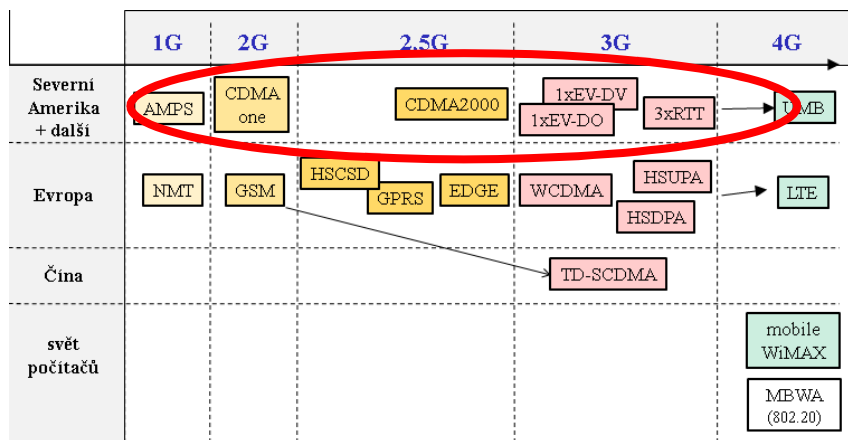 1G 2G 2,5G 3G 4G
Severní
Amerika
+ další
AMPS
CDMA
one
CDMA2000
1xEV-DV
1xEV-DO
3xRTT
UMB
Evropa
NMT
GSM
HSCSD
GPRS
EDGE
WCDMA
HSUPA
HSDPA
LTE
Čína
TD-SCDMA
svět
počítačů
mobile
WiMAX
MBWA
(802.20)